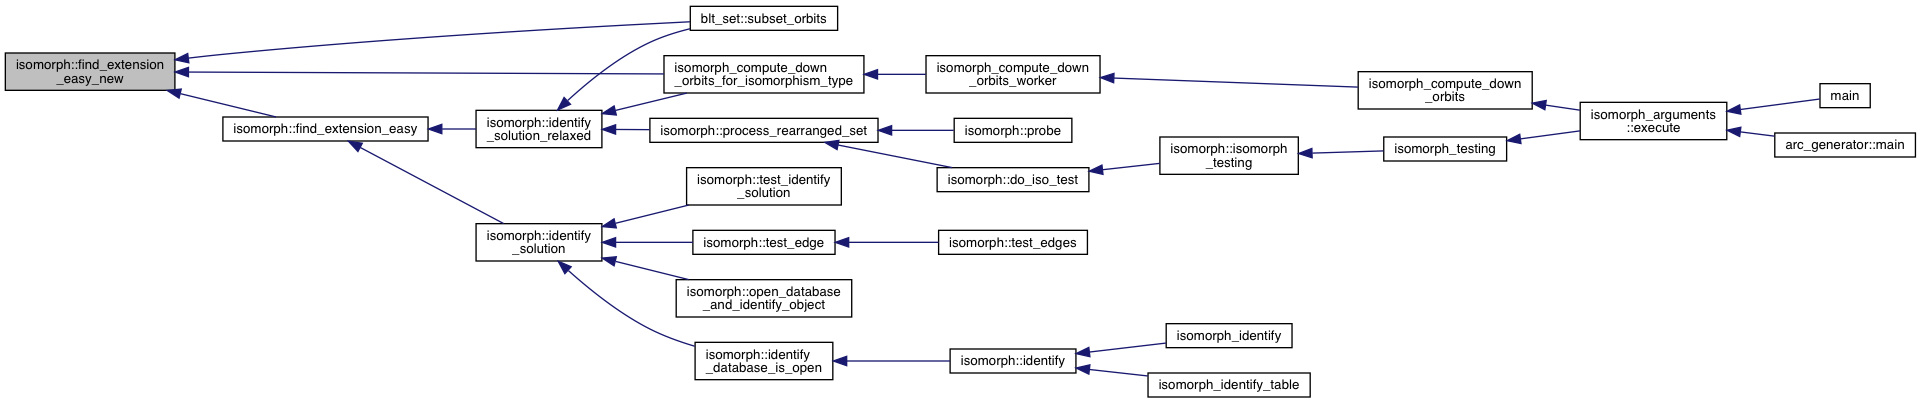 isomorph::find_extension
_easy_new
blt_set::subset_orbits
isomorph_compute_down
_orbits_for_isomorphism_type
isomorph_compute_down
_orbits_worker
isomorph_compute_down
_orbits
isomorph_arguments
::execute
main
arc_generator::main
isomorph::find_extension_easy
isomorph::identify
_solution_relaxed
isomorph::process_rearranged_set
isomorph::probe
isomorph::do_iso_test
isomorph::isomorph
_testing
isomorph_testing
isomorph::identify
_solution
isomorph::test_identify
_solution
isomorph::test_edge
isomorph::test_edges
isomorph::open_database
_and_identify_object
isomorph::identify
_database_is_open
isomorph::identify
isomorph_identify
isomorph_identify_table